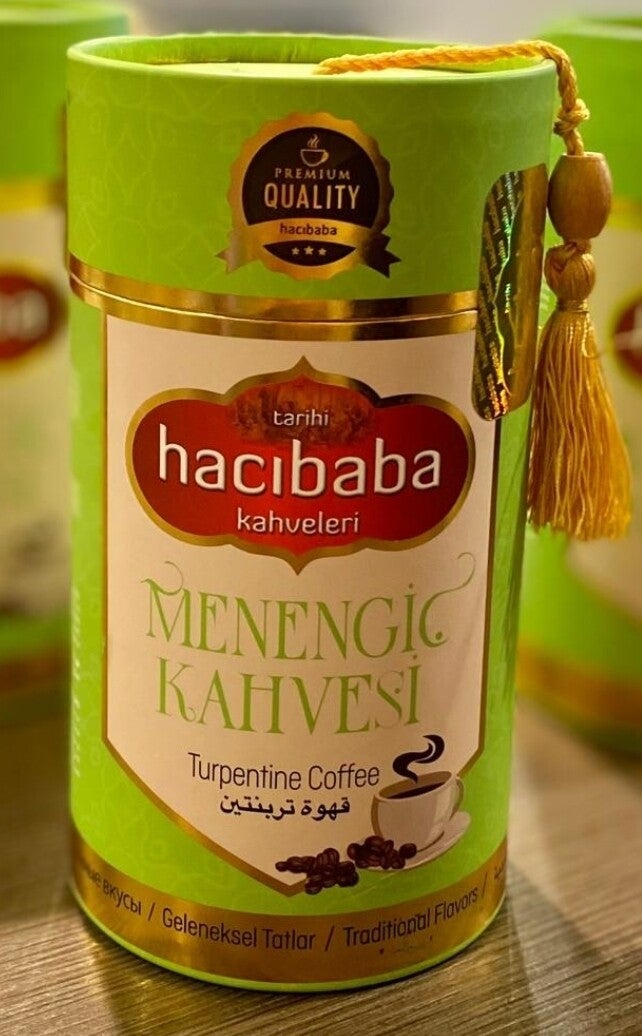 PREMIUM
QUALITY
hacıbaba
tarihi
hacıbaba
kahveleri
MENENGİÇ
KAHVESİ
Turpentine Coffee
قهوة تربنتين
вкусы / Geleneksel Tatlar / Traditional Flavors /